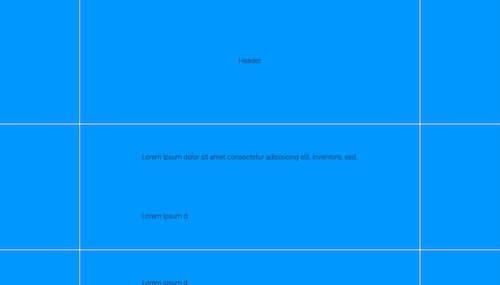 Header
Lorem ipsum dolor sit amet consectetur adipisicing elit. Inventore, sed.
Lorem ipsum d
Lorem ipsum d